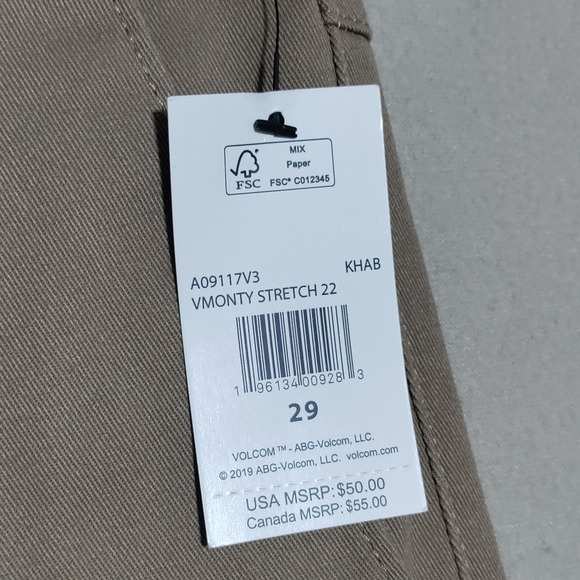 MIX
Paper
FSC® C012345
FSC
A09117V3 KHAB
VMONTY STRETCH 22
1 96134 00928 3
29
VOLCOM™ - ABG-Volcom, LLC.
© 2019 ABG-Volcom, LLC. volcom.com
USA MSRP: $50.00
Canada MSRP: $55.00